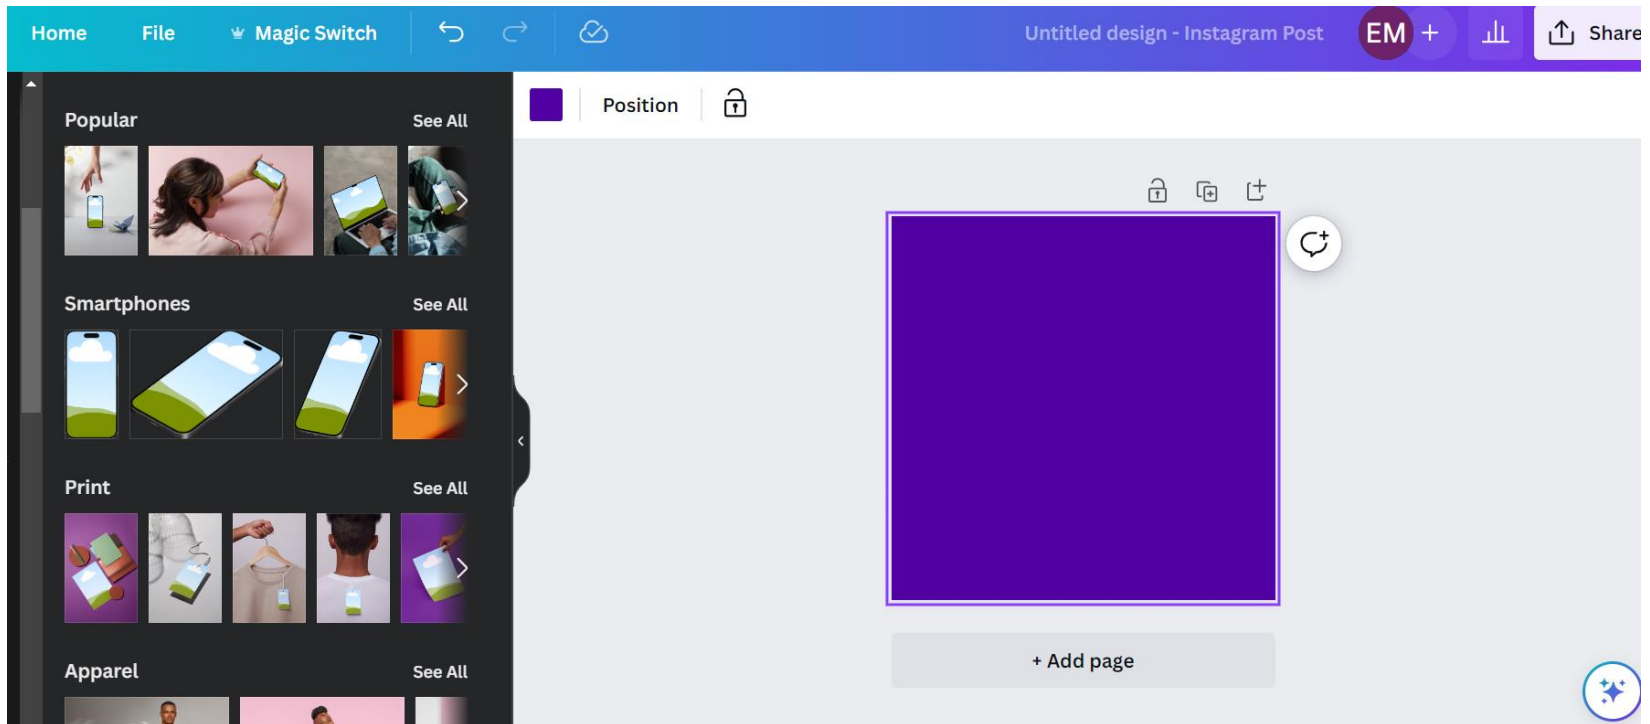 Home File Magic Switch Untitled design - Instagram Post EM + Share
Position
Popular See All
Smartphones See All
Print See All
Apparel See All
+ Add page